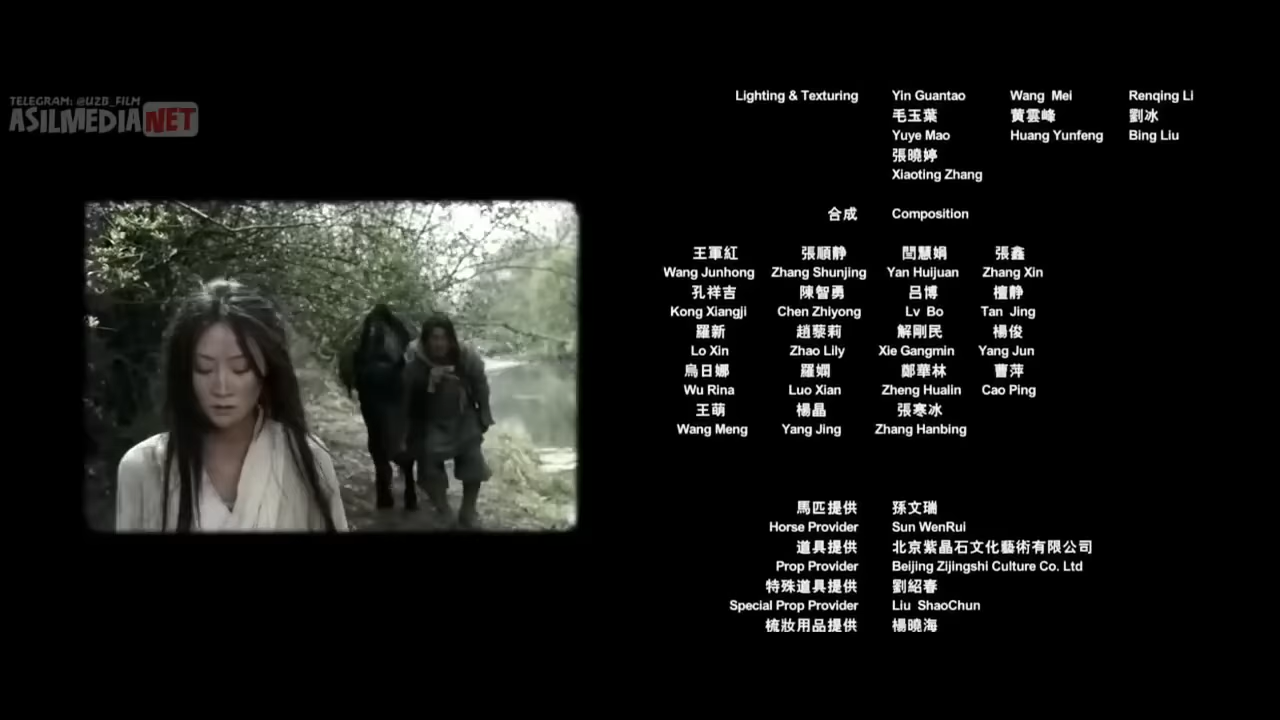 TELEGRAM: @UZB_FILM
ASILMEDIA NET
Lighting & Texturing Yin Guantao Wang Mei Renqing Li
毛玉葉 黄雲峰 劉冰
Yuye Mao Huang Yunfeng Bing Liu
張曉婷
Xiaoting Zhang
合成 Composition
王軍紅 張順静 閆慧娟 張鑫
Wang Junhong Zhang Shunjing Yan Huijuan Zhang Xin
孔祥吉 陳智勇 呂博 檀静
Kong Xiangji Chen Zhiyong Lv Bo Tan Jing
羅新 趙藜莉 解剛民 楊俊
Lo Xin Zhao Lily Xie Gangmin Yang Jun
烏日娜 羅嫻 鄭華林 曹萍
Wu Rina Luo Xian Zheng Hualin Cao Ping
王萌 楊晶 張寒冰
Wang Meng Yang Jing Zhang Hanbing
馬匹提供 孫文瑞
Horse Provider Sun WenRui
道具提供 北京紫晶石文化藝術有限公司
Prop Provider Beijing Zijingshi Culture Co. Ltd
特殊道具提供 劉紹春
Special Prop Provider Liu ShaoChun
梳妝用品提供 楊曉海